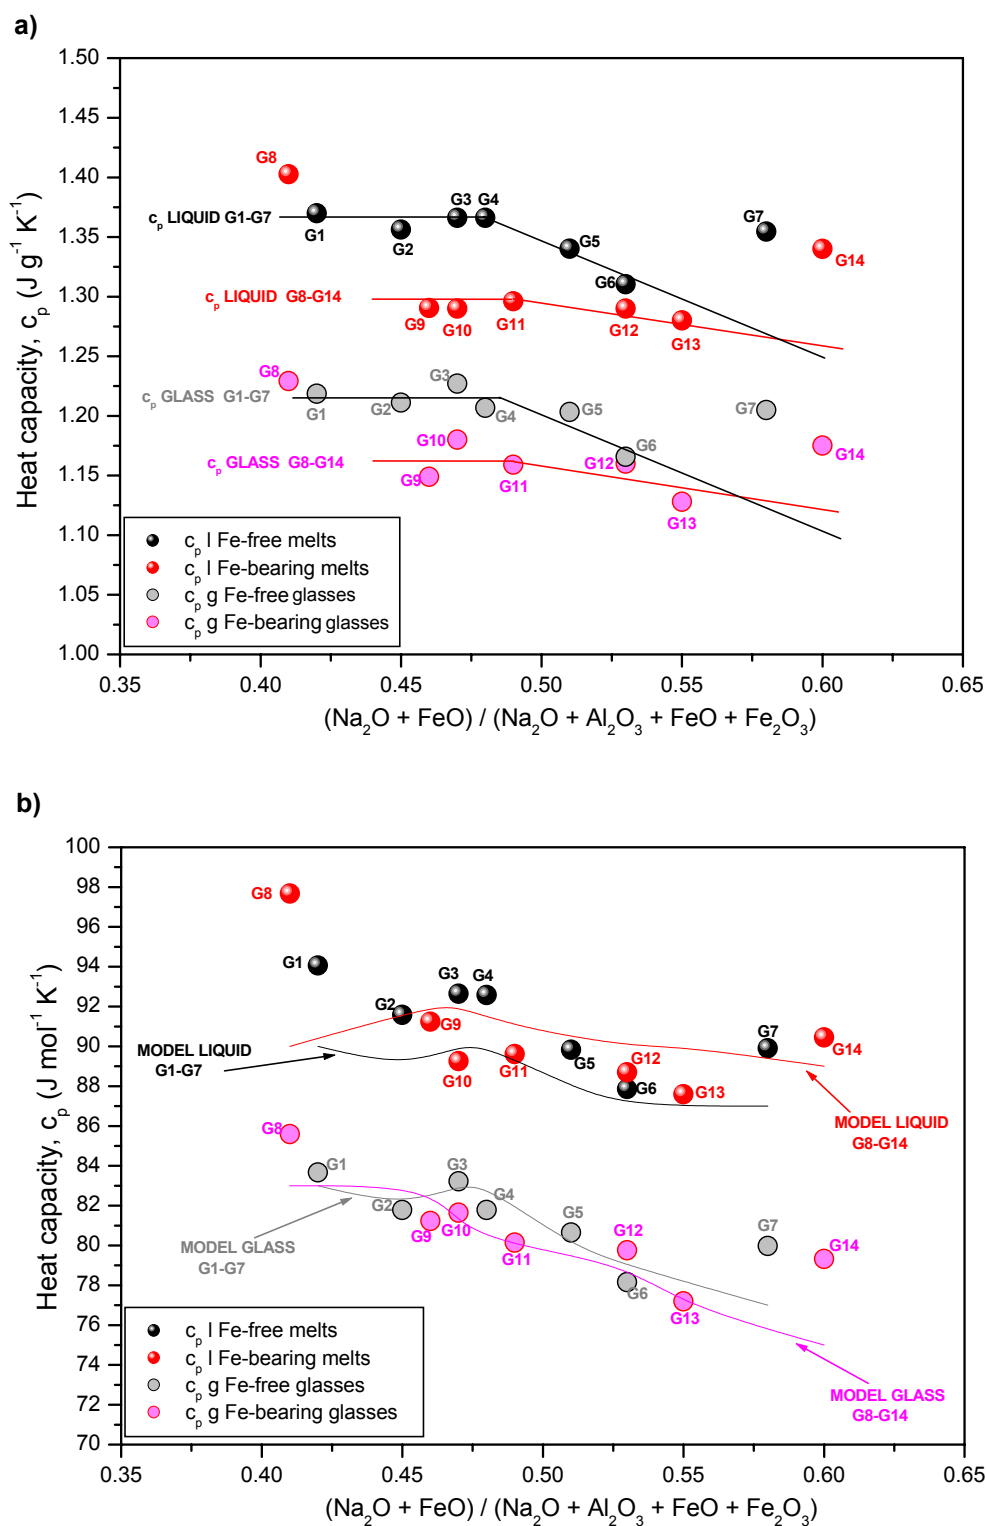 a)
Heat capacity, cₚ (J g⁻¹ K⁻¹)
1.50
1.45
1.40
1.35
1.30
1.25
1.20
1.15
1.10
1.05
1.00
G8
cₚ LIQUID G1-G7
G1
G2
G3
G4
G5
G6
G7
G14
cₚ LIQUID G8-G14
G9
G10
G11
G12
G13
G8
cₚ GLASS G1-G7
G1
G2
G3
G4
G5
G6
G7
cₚ GLASS G8-G14
G9
G10
G11
G12
G13
G14
cₚ l Fe-free melts
cₚ l Fe-bearing melts
cₚ g Fe-free glasses
cₚ g Fe-bearing glasses
0.35 0.40 0.45 0.50 0.55 0.60 0.65
(Na₂O + FeO) / (Na₂O + Al₂O₃ + FeO + Fe₂O₃)
b)
Heat capacity, cₚ (J mol⁻¹ K⁻¹)
100
98
96
94
92
90
88
86
84
82
80
78
76
74
72
70
G8
G1
G2
G3
G4
G9
G10
G11
G5
G12
G6
G13
G7
G14
MODEL LIQUID
G1-G7
MODEL LIQUID
G8-G14
G8
G1
G2
G3
G4
G9
G10
G11
G5
G12
G6
G13
G7
G14
MODEL GLASS
G1-G7
MODEL GLASS
G8-G14
cₚ l Fe-free melts
cₚ l Fe-bearing melts
cₚ g Fe-free glasses
cₚ g Fe-bearing glasses
0.35 0.40 0.45 0.50 0.55 0.60 0.65
(Na₂O + FeO) / (Na₂O + Al₂O₃ + FeO + Fe₂O₃)